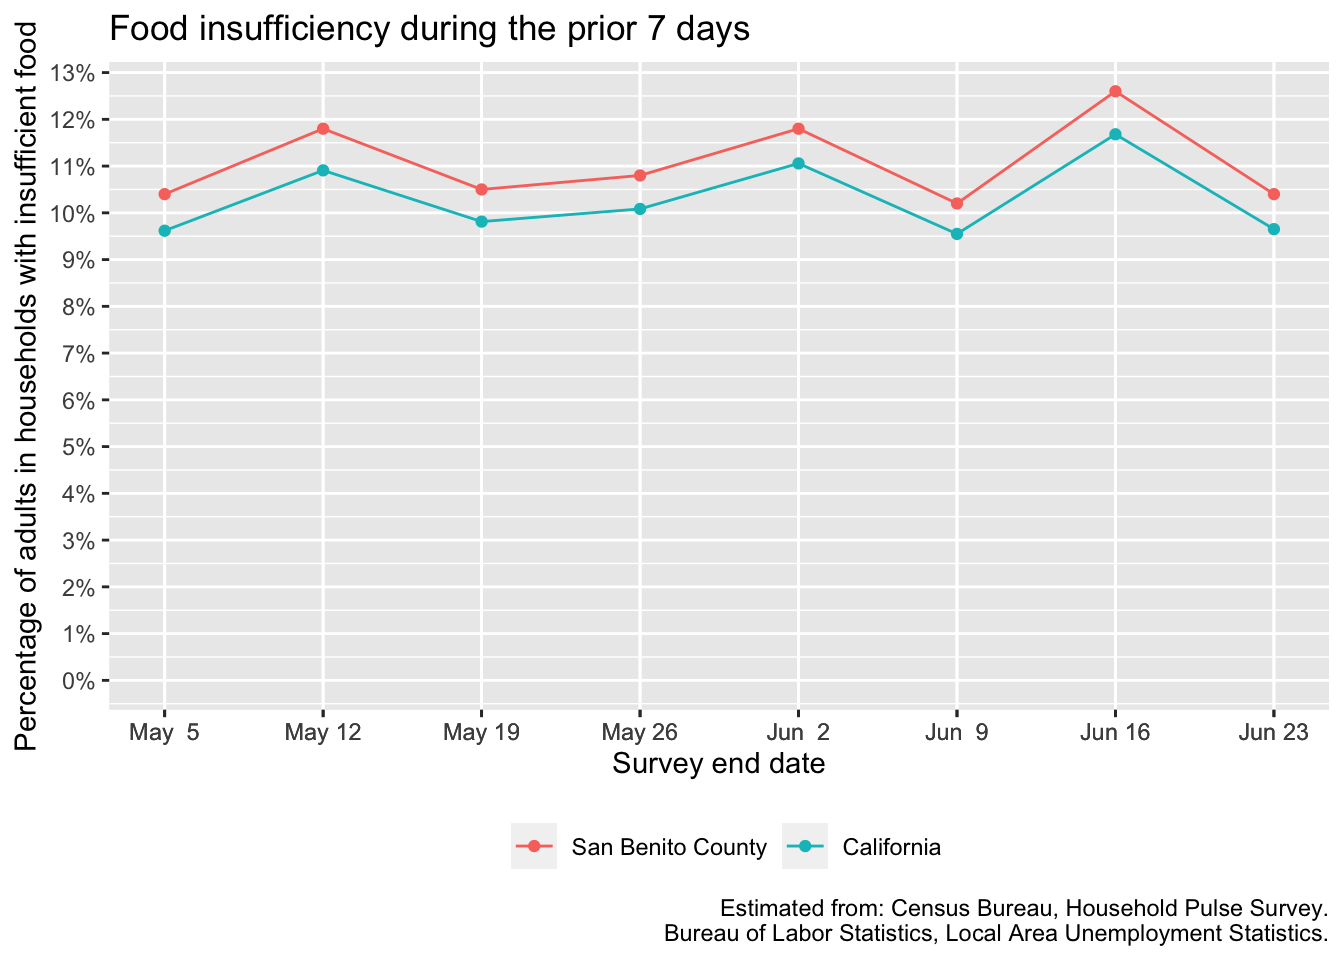 Food insufficiency during the prior 7 days
Percentage of adults in households with insufficient food
13%
12%
11%
10%
9%
8%
7%
6%
5%
4%
3%
2%
1%
0%
May  5 May 12 May 19 May 26 Jun  2 Jun  9 Jun 16 Jun 23
Survey end date
San Benito County California
Estimated from: Census Bureau, Household Pulse Survey.
Bureau of Labor Statistics, Local Area Unemployment Statistics.